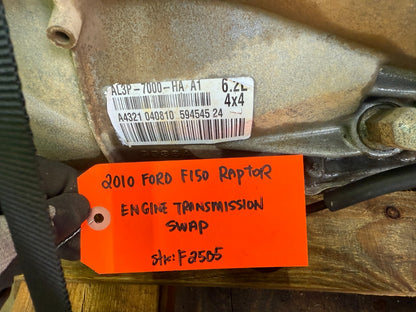 AL3P-7000-HA A1 6.2L
4x4
A4321 040810 594545 24
2010 FORD F150 RAPTOR
ENGINE TRANSMISSION
SWAP
stk: F2505